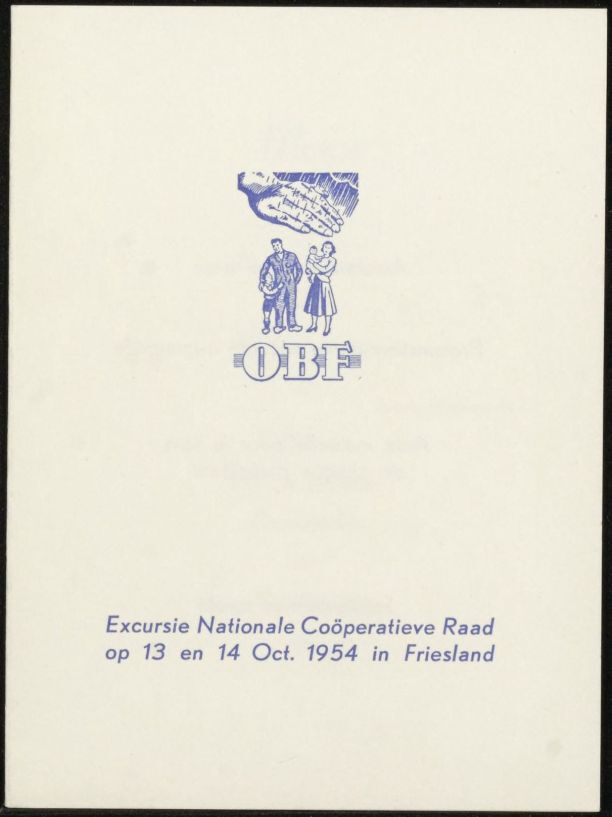 OBF
Excursie Nationale Coöperatieve Raad
op 13 en 14 Oct. 1954 in Friesland